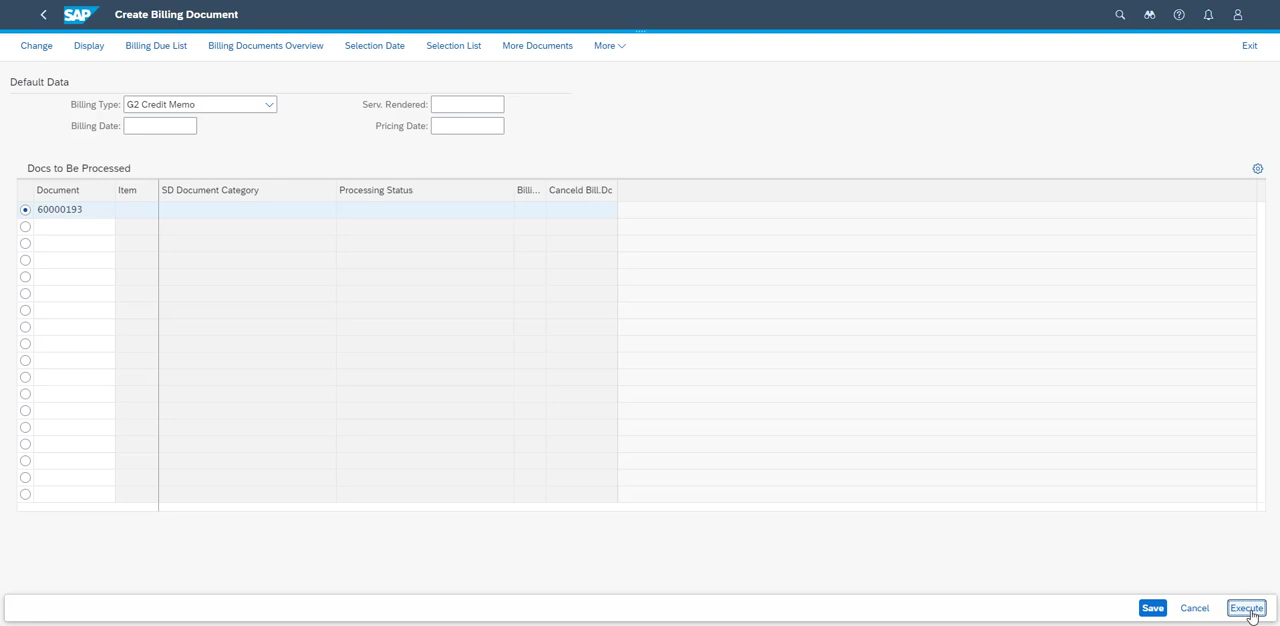 SAP Create Billing Document
Change Display Billing Due List Billing Documents Overview Selection Date Selection List More Documents More Exit
Default Data
Billing Type: G2 Credit Memo Serv. Rendered:
Billing Date: Pricing Date:
Docs to Be Processed
Document Item SD Document Category Processing Status Billi... Canceld Bill.Dc
60000193
Save Cancel Execute